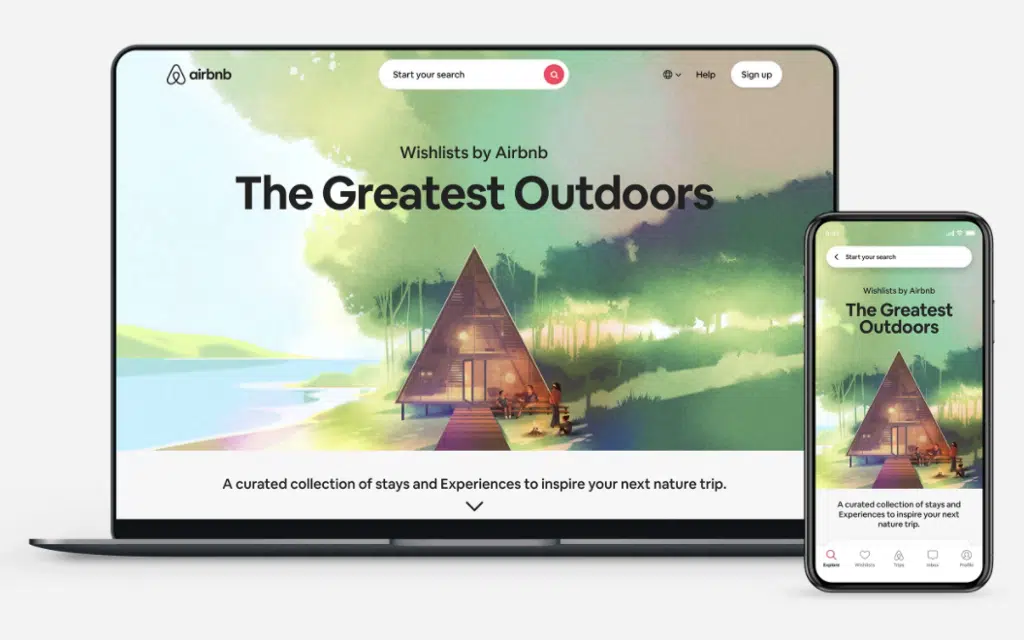 airbnb
Start your search
Help
Sign up
Wishlists by Airbnb
The Greatest Outdoors
A curated collection of stays and Experiences to inspire your next nature trip.
Start your search
Wishlists by Airbnb
The Greatest
Outdoors
A curated collection of stays and
Experiences to inspire your next
nature trip.
Explore
Wishlists
Trips
Inbox
Profile